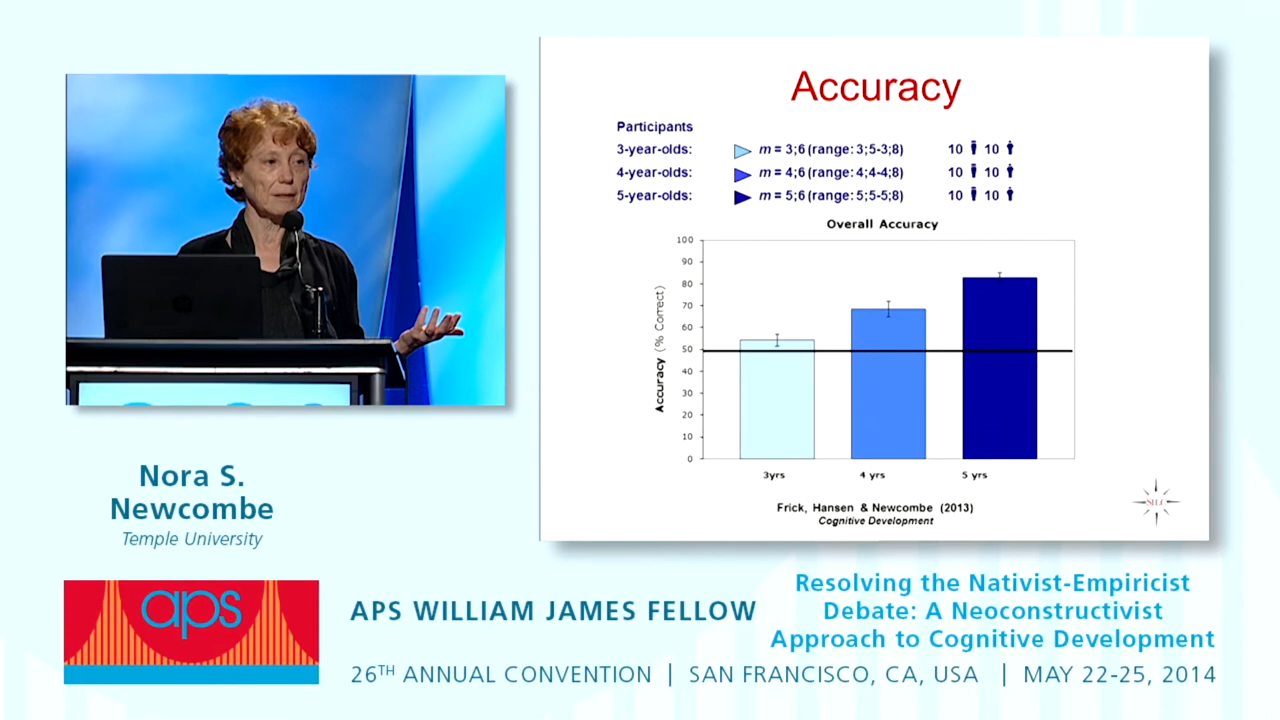 Accuracy
Participants
3-year-olds: m = 3;6 (range: 3;5-3;8) 10 10
4-year-olds: m = 4;6 (range: 4;4-4;8) 10 10
5-year-olds: m = 5;6 (range: 5;5-5;8) 10 10
Overall Accuracy
Accuracy (% Correct)
100
90
80
70
60
50
40
30
20
10
0
3yrs 4 yrs 5 yrs
Frick, Hansen & Newcombe (2013)
Cognitive Development
SILC
Nora S.
Newcombe
Temple University
aps
APS WILLIAM JAMES FELLOW
Resolving the Nativist-Empiricist
Debate: A Neoconstructivist
Approach to Cognitive Development
26TH ANNUAL CONVENTION | SAN FRANCISCO, CA, USA | MAY 22-25, 2014